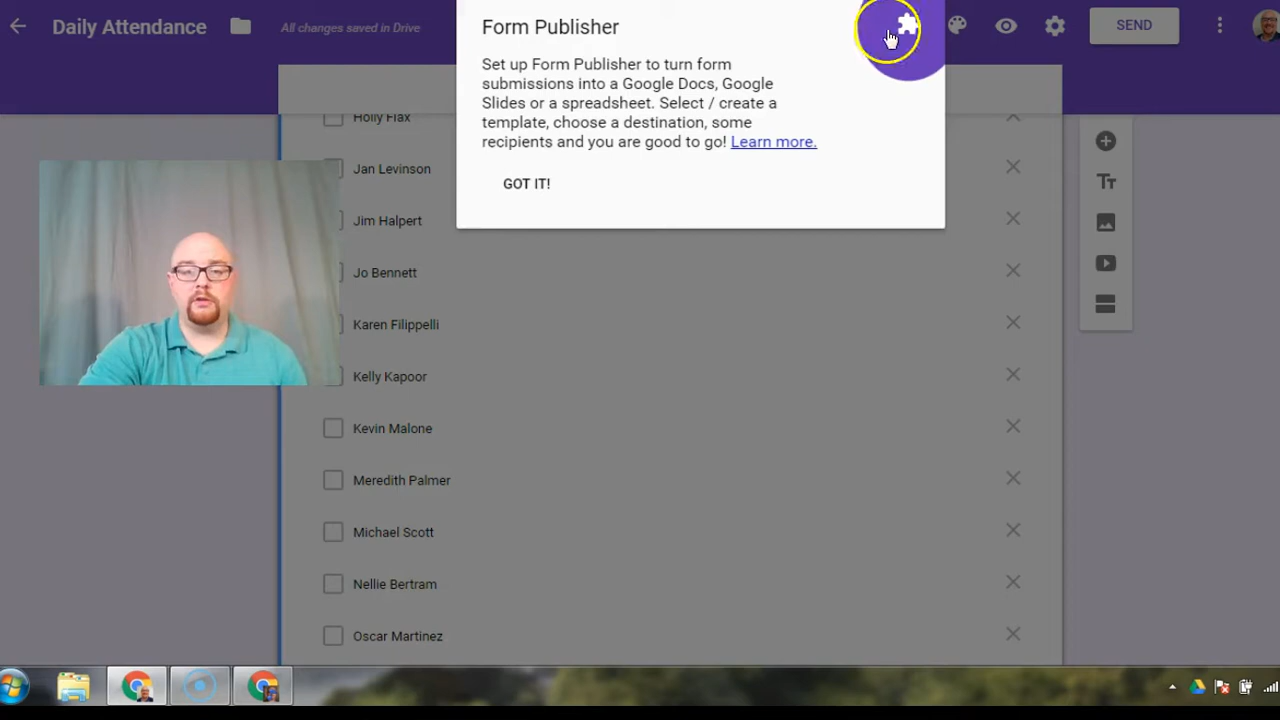 Daily Attendance
All changes saved in Drive
SEND
Form Publisher
Set up Form Publisher to turn form
submissions into a Google Docs, Google
Slides or a spreadsheet. Select / create a
template, choose a destination, some
recipients and you are good to go! Learn more.
GOT IT!
Holly Flax
Jan Levinson
Jim Halpert
Jo Bennett
Karen Filippelli
Kelly Kapoor
Kevin Malone
Meredith Palmer
Michael Scott
Nellie Bertram
Oscar Martinez
Tт